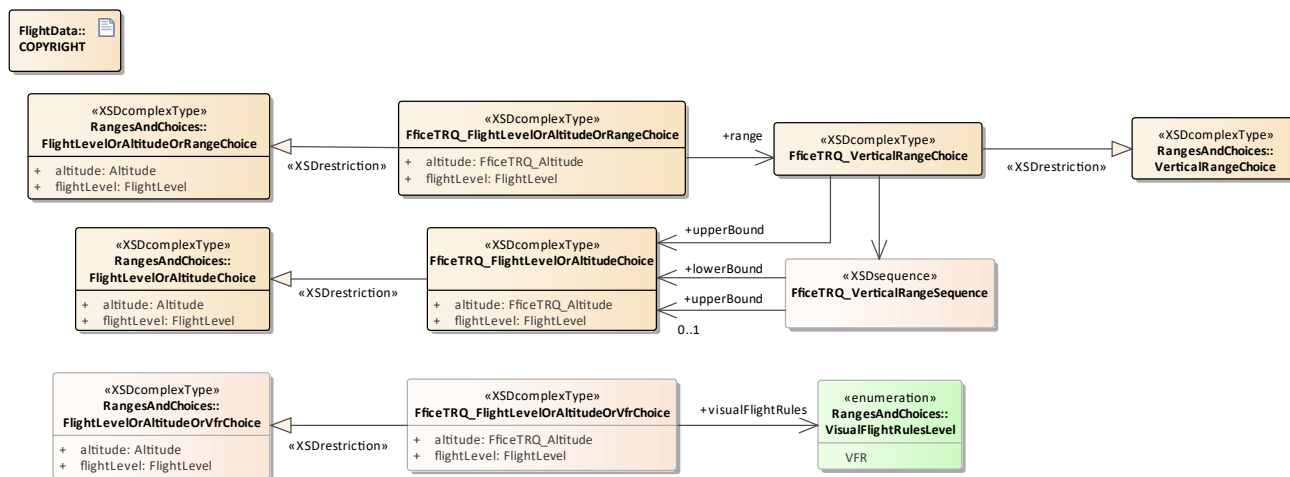 FlightData::
COPYRIGHT
«XSDcomplexType»
RangesAndChoices::
FlightLevelOrAltitudeOrRangeChoice
+ altitude: Altitude
+ flightLevel: FlightLevel
«XSDrestriction»
«XSDcomplexType»
FficeTRQ_FlightLevelOrAltitudeOrRangeChoice
+ altitude: FficeTRQ_Altitude
+ flightLevel: FlightLevel
+range
«XSDcomplexType»
FficeTRQ_VerticalRangeChoice
«XSDrestriction»
«XSDcomplexType»
RangesAndChoices::
VerticalRangeChoice
«XSDcomplexType»
RangesAndChoices::
FlightLevelOrAltitudeChoice
+ altitude: Altitude
+ flightLevel: FlightLevel
«XSDrestriction»
«XSDcomplexType»
FficeTRQ_FlightLevelOrAltitudeChoice
+ altitude: FficeTRQ_Altitude
+ flightLevel: FlightLevel
+upperBound
+lowerBound
+upperBound
0..1
«XSDsequence»
FficeTRQ_VerticalRangeSequence
«XSDcomplexType»
RangesAndChoices::
FlightLevelOrAltitudeOrVfrChoice
+ altitude: Altitude
+ flightLevel: FlightLevel
«XSDrestriction»
«XSDcomplexType»
FficeTRQ_FlightLevelOrAltitudeOrVfrChoice
+ altitude: FficeTRQ_Altitude
+ flightLevel: FlightLevel
+visualFlightRules
«enumeration»
RangesAndChoices::
VisualFlightRulesLevel
VFR